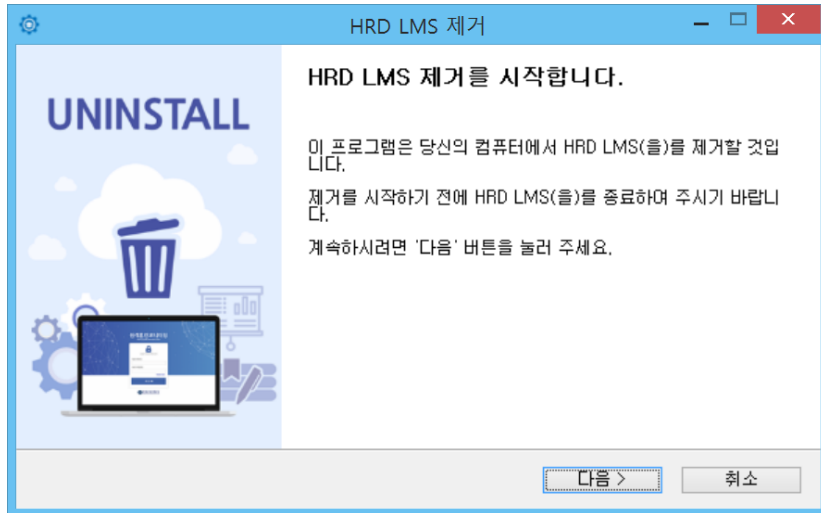 HRD LMS 제거
UNINSTALL
HRD LMS 제거를 시작합니다.
이 프로그램은 당신의 컴퓨터에서 HRD LMS(을)를 제거할 것입
니다.
제거를 시작하기 전에 HRD LMS(을)를 종료하여 주시기 바랍니
다.
계속하시려면 '다음' 버튼을 눌러 주세요.
다음 >
취소